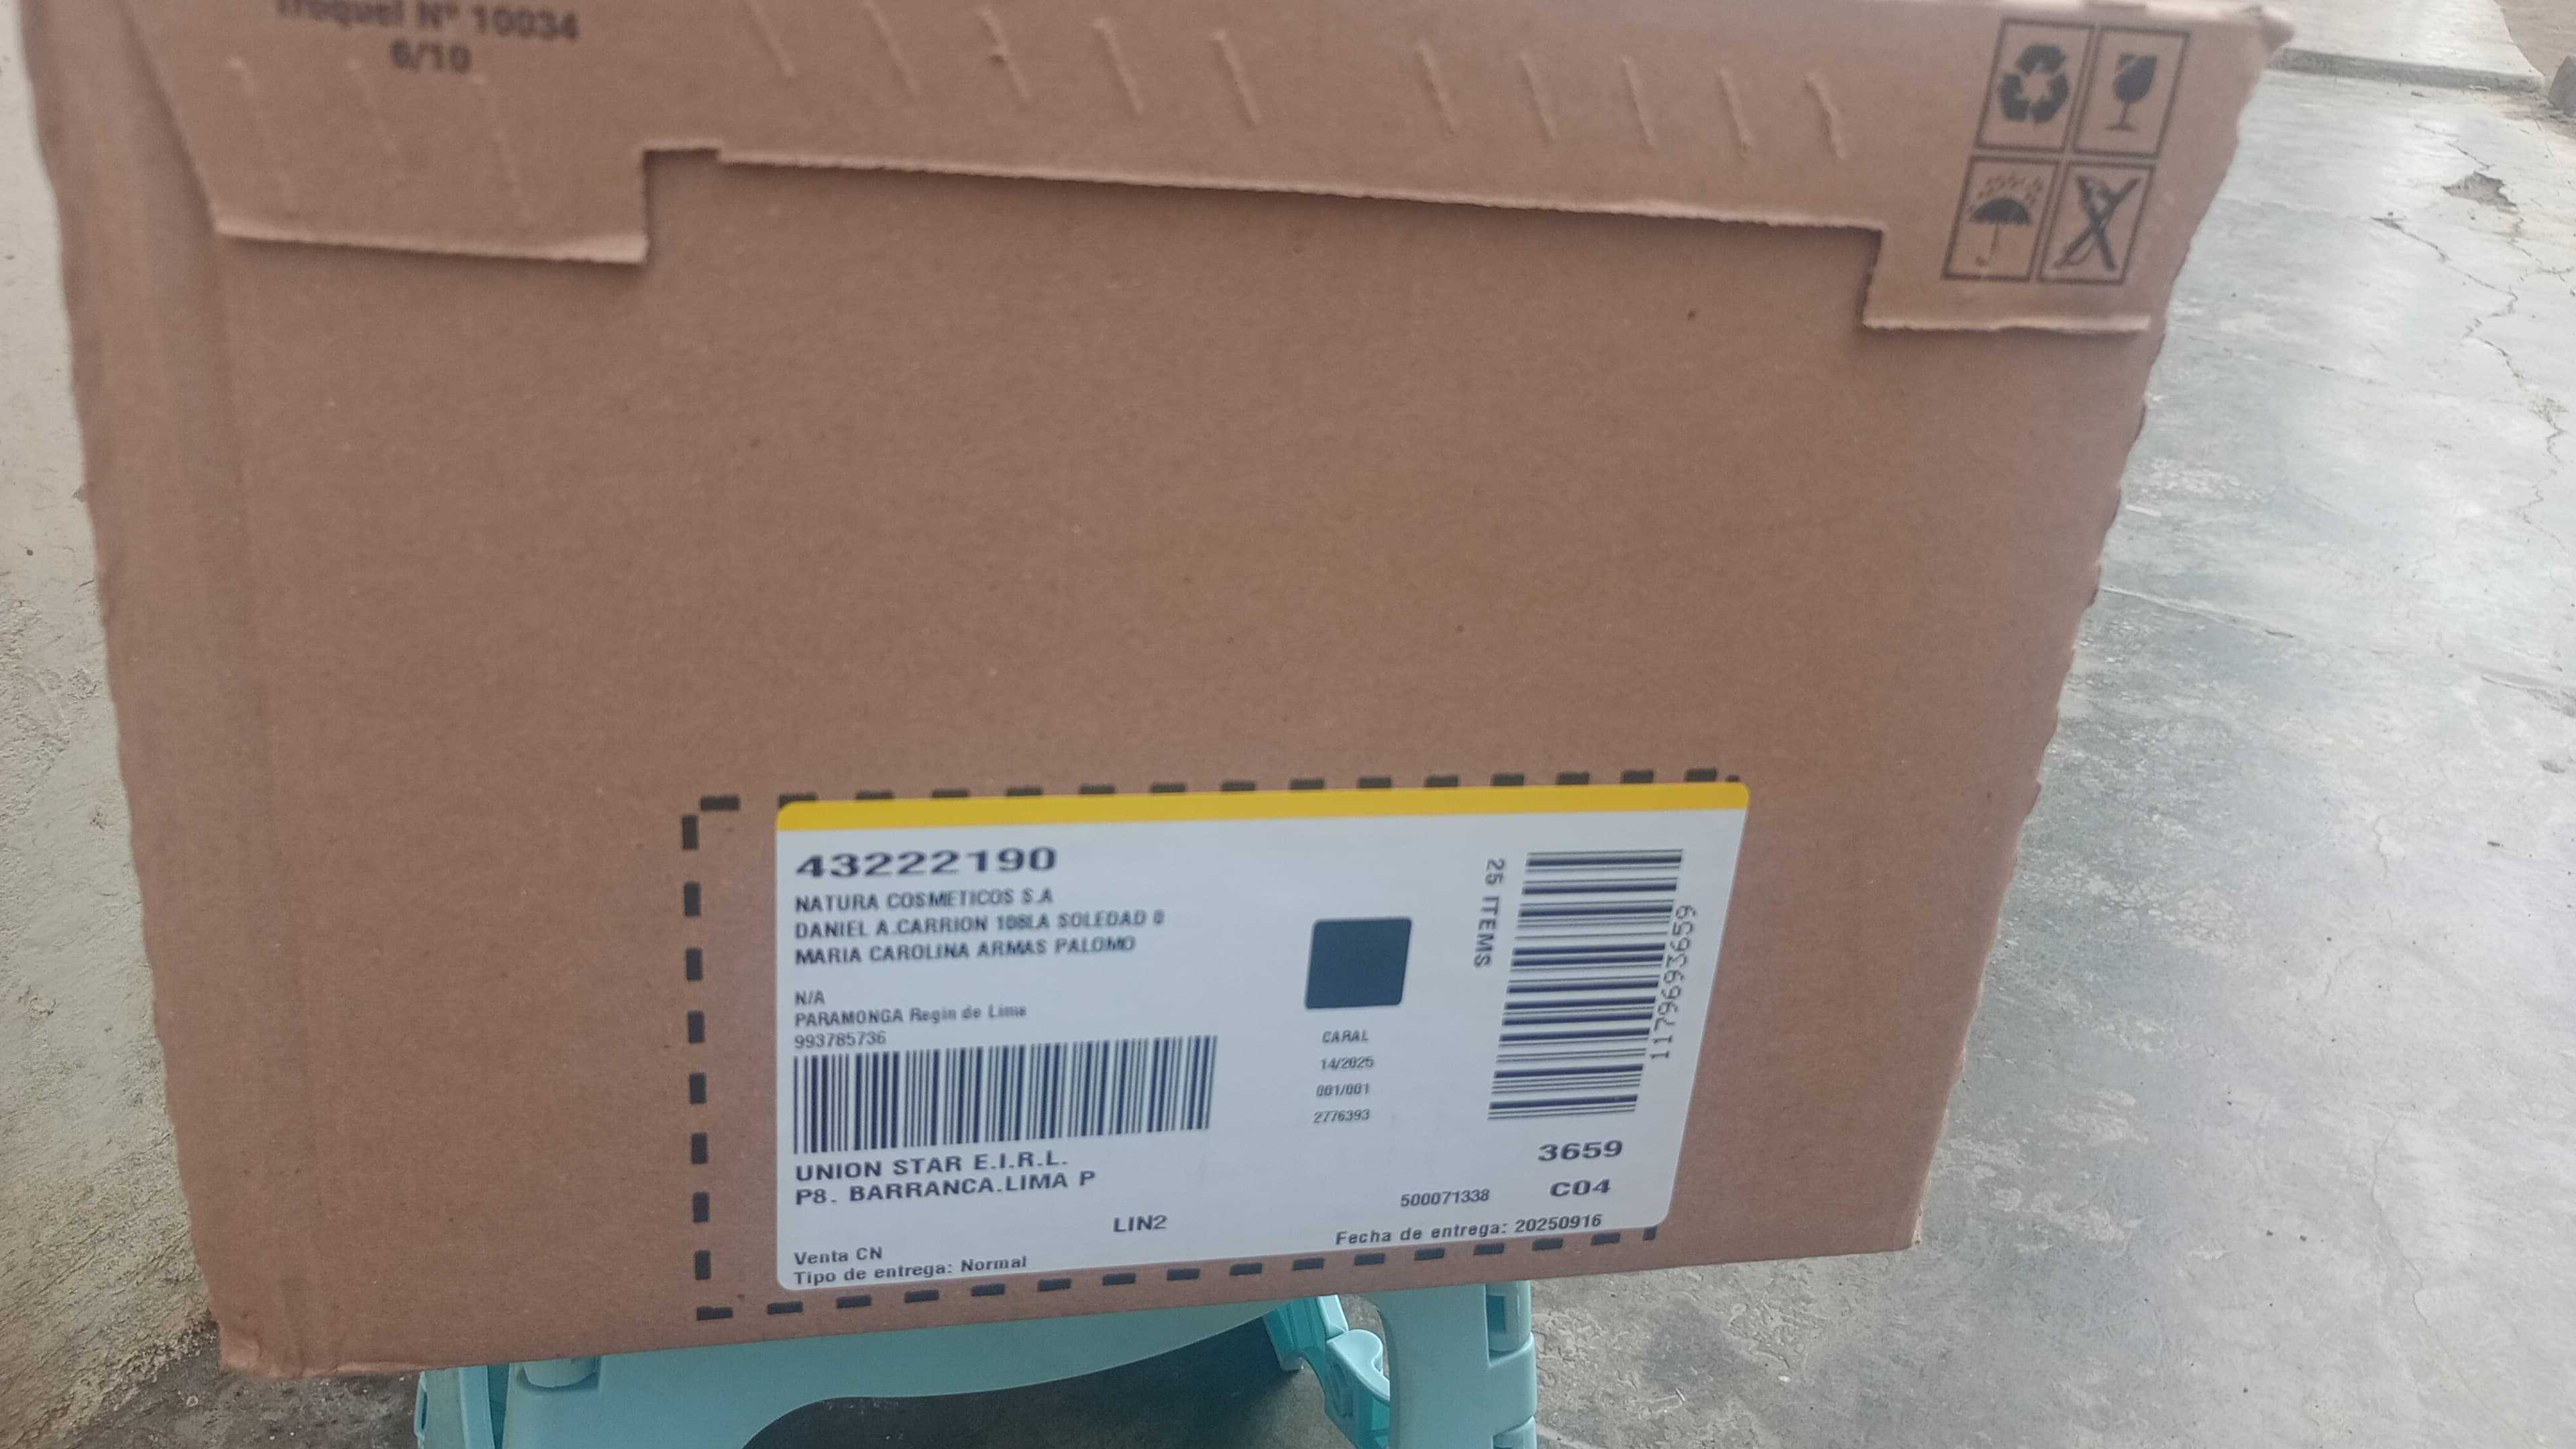 Troquel Nº 10034
6/10
43222190
NATURA COSMETICOS S.A
DANIEL A.CARRION 108LA SOLEDAD 0
MARIA CAROLINA ARMAS PALOMO
N/A
PARAMONGA Regin de Lima
993785736
UNION STAR E.I.R.L.
P8. BARRANCA.LIMA P
LIN2
Venta CN
Tipo de entrega: Normal
CARAL
14/2025
001/001
2776393
25 ITEMS
117969693659
3659
500071338
C04
Fecha de entrega: 20250916